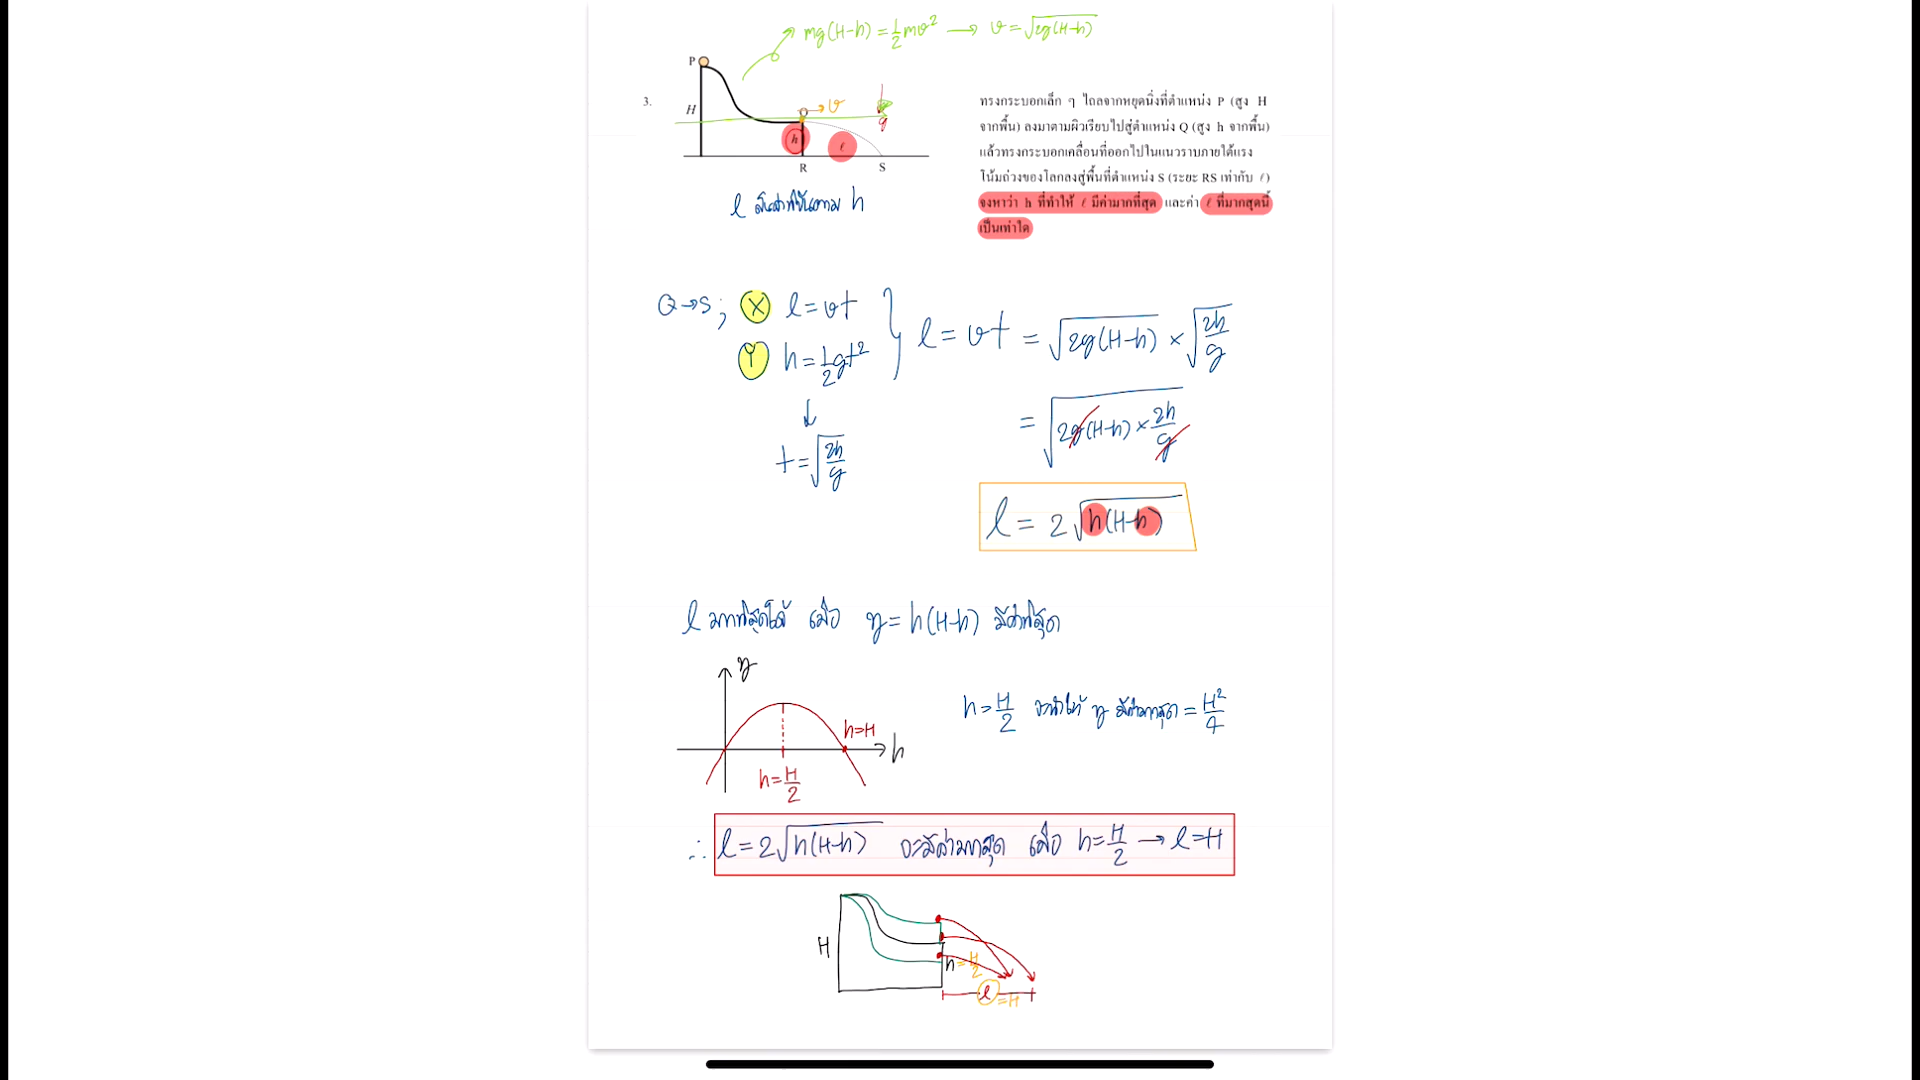 mg(H-h) = 1/2 mv² → v = √2g(H-h)
P
3.
H
Q
v
g
h
ℓ
R
S
ทรงกระบอกเล็ก ๆ ไถลจากหยุดนิ่งที่ตำแหน่ง P (สูง H
จากพื้น) ลงมาตามผิวเรียบไปสู่ตำแหน่ง Q (สูง h จากพื้น)
แล้วทรงกระบอกเคลื่อนที่ออกไปในแนวราบภายใต้แรง
โน้มถ่วงของโลกลงสู่พื้นที่ตำแหน่ง S (ระยะ RS เท่ากับ ℓ)
จงหาว่า h ที่ทำให้ ℓ มีค่ามากที่สุด และค่า ℓ ที่มากสุดนี้
เป็นเท่าใด
ℓ h
Q→S; X ℓ = vt
Y h = 1/2 gt²
↓
t = √(2h/g)
ℓ = vt = √2g(H-h) × √(2h/g)
= √(2g(H-h) × 2h/g)
ℓ = 2√h(H-h)
ℓ มากที่สุดได้ เมื่อ y = h(H-h) มีค่าที่สุด
y
h=H
h
h = H/2
h = H/2 จะทำให้ y มีค่ามากสุด = H²/4
∴ ℓ = 2√h(H-h) จะมีค่ามากสุด เมื่อ h = H/2 → ℓ = H
H
h = H/2
ℓ = H